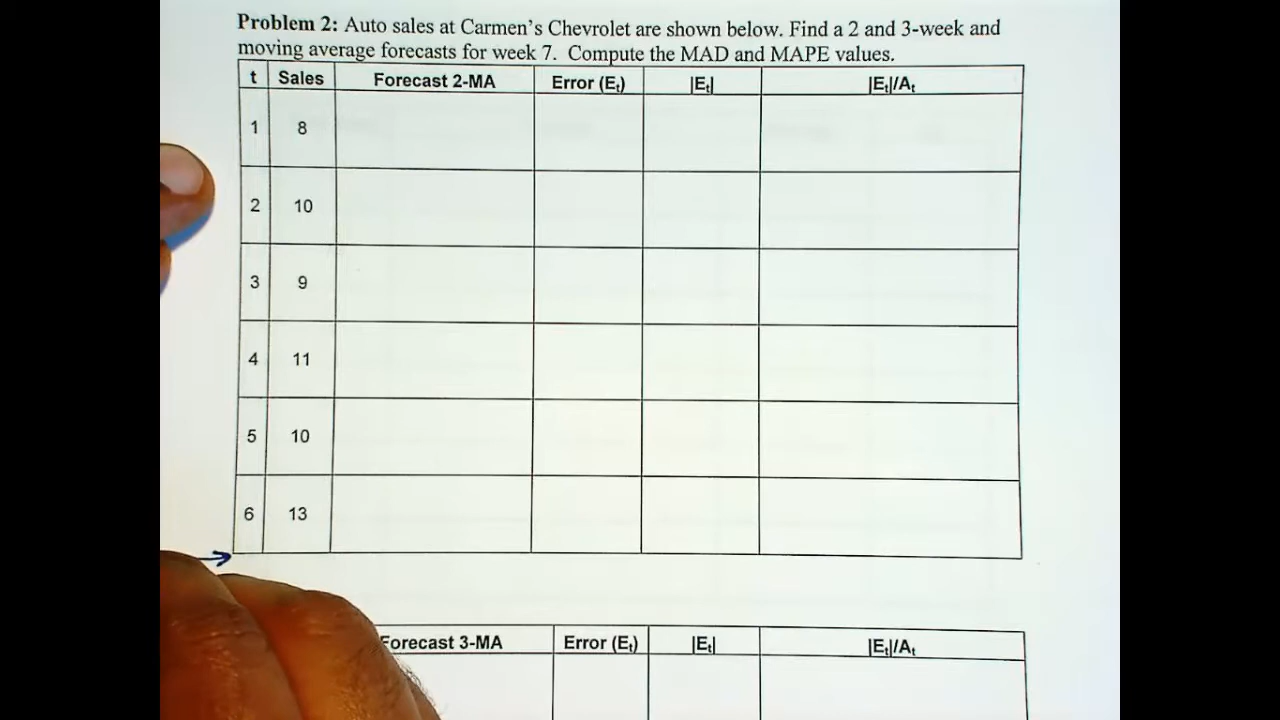 Problem 2: Auto sales at Carmen's Chevrolet are shown below. Find a 2 and 3-week and
moving average forecasts for week 7. Compute the MAD and MAPE values.
t Sales Forecast 2-MA Error (Et) |Et| |Et|/At
1 8
2 10
3 9
4 11
5 10
6 13
Forecast 3-MA Error (Et) |Et| |Et|/At